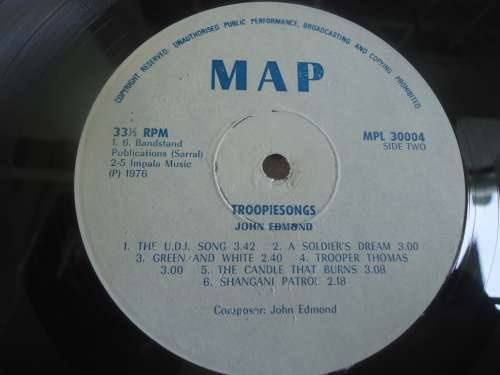 COPYRIGHT RESERVED. UNAUTHORISED PUBLIC PERFORMANCE, BROADCASTING AND COPYING PROHIBITED
MAP
33⅓ RPM
1. 6. Bandstand
Publications (Sarral)
2-5 Impala Music
(P) 1976
MPL 30004
SIDE TWO
TROOPIESONGS
JOHN EDMOND
1. THE U.D.I. SONG 3.42 2. A SOLDIER'S DREAM 3.00
3. GREEN AND WHITE 2.40 4. TROOPER THOMAS
3.00 5. THE CANDLE THAT BURNS 3.08
6. SHANGANI PATROL 2.18
Composer: John Edmond